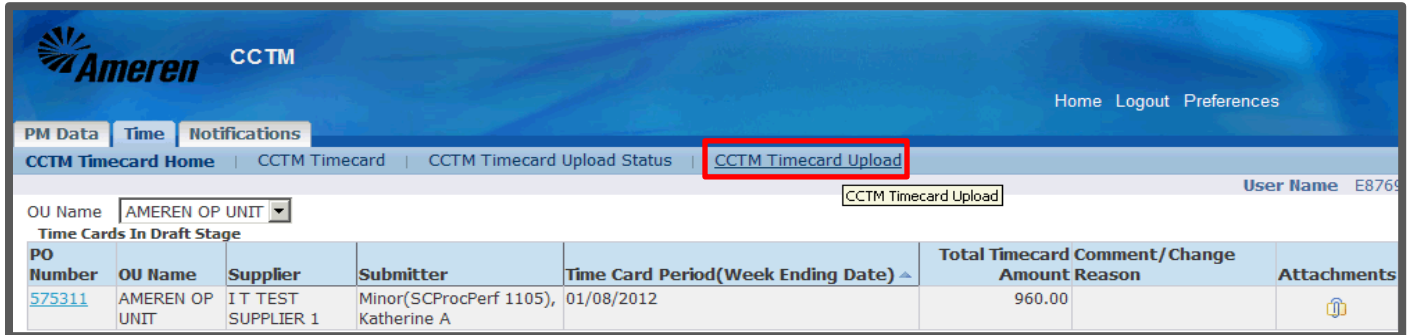 Ameren CCTM
Home Logout Preferences
PM Data Time Notifications
CCTM Timecard Home | CCTM Timecard | CCTM Timecard Upload Status | CCTM Timecard Upload
User Name E8769
CCTM Timecard Upload
OU Name AMEREN OP UNIT
Time Cards In Draft Stage
PO Total Timecard Comment/Change
Number OU Name Supplier Submitter Time Card Period(Week Ending Date) Amount Reason Attachments
575311 AMEREN OP I T TEST Minor(SCProcPerf 1105), 01/08/2012 960.00
UNIT SUPPLIER 1 Katherine A